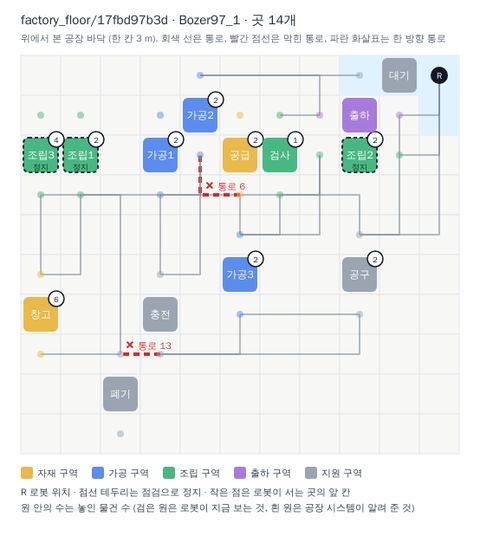 factory_floor/17fbd97b3d · Bozer97_1 · 곳 14개
위에서 본 공장 바닥 (한 칸 3 m). 회색 선은 통로, 빨간 점선은 막힌 통로, 파란 화살표는 한 방향 통로
대기
R
가공2
2
출하
조립3
4
정지
조립1
2
정지
가공1
2
공급
2
검사
1
조립2
2
정지
✕ 통로 6
가공3
2
공구
2
창고
6
충전
✕ 통로 13
폐기
자재 구역
가공 구역
조립 구역
출하 구역
지원 구역
R 로봇 위치 · 점선 테두리는 점검으로 정지 · 작은 점은 로봇이 서는 곳의 앞 칸
원 안의 수는 놓인 물건 수 (검은 원은 로봇이 지금 보는 것, 흰 원은 공장 시스템이 알려 준 것)